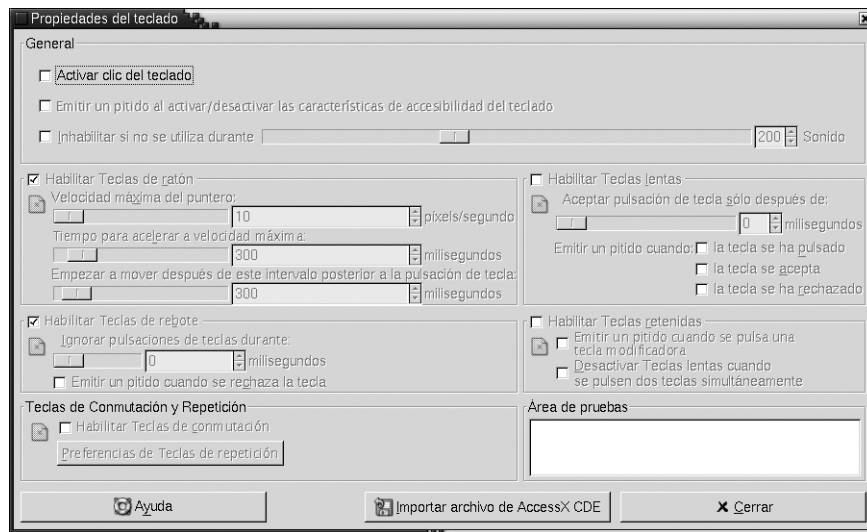 Propiedades del teclado
General
Activar clic del teclado
Emitir un pitido al activar/desactivar las características de accesibilidad del teclado
Inhabilitar si no se utiliza durante 200 Sonido
Habilitar Teclas de ratón
Velocidad máxima del puntero:
10 píxels/segundo
Tiempo para acelerar a velocidad máxima:
300 milisegundos
Empezar a mover después de este intervalo posterior a la pulsación de tecla:
300 milisegundos
Habilitar Teclas lentas
Aceptar pulsación de tecla sólo después de:
0 milisegundos
Emitir un pitido cuando: la tecla se ha pulsado
la tecla se acepta
la tecla se ha rechazado
Habilitar Teclas de rebote
Ignorar pulsaciones de teclas durante:
0 milisegundos
Emitir un pitido cuando se rechaza la tecla
Habilitar Teclas retenidas
Emitir un pitido cuando se pulsa una
tecla modificadora
Desactivar Teclas lentas cuando
se pulsen dos teclas simultáneamente
Teclas de Conmutación y Repetición
Habilitar Teclas de conmutación
Preferencias de Teclas de repetición
Área de pruebas
Ayuda
Importar archivo de AccessX CDE
Cerrar